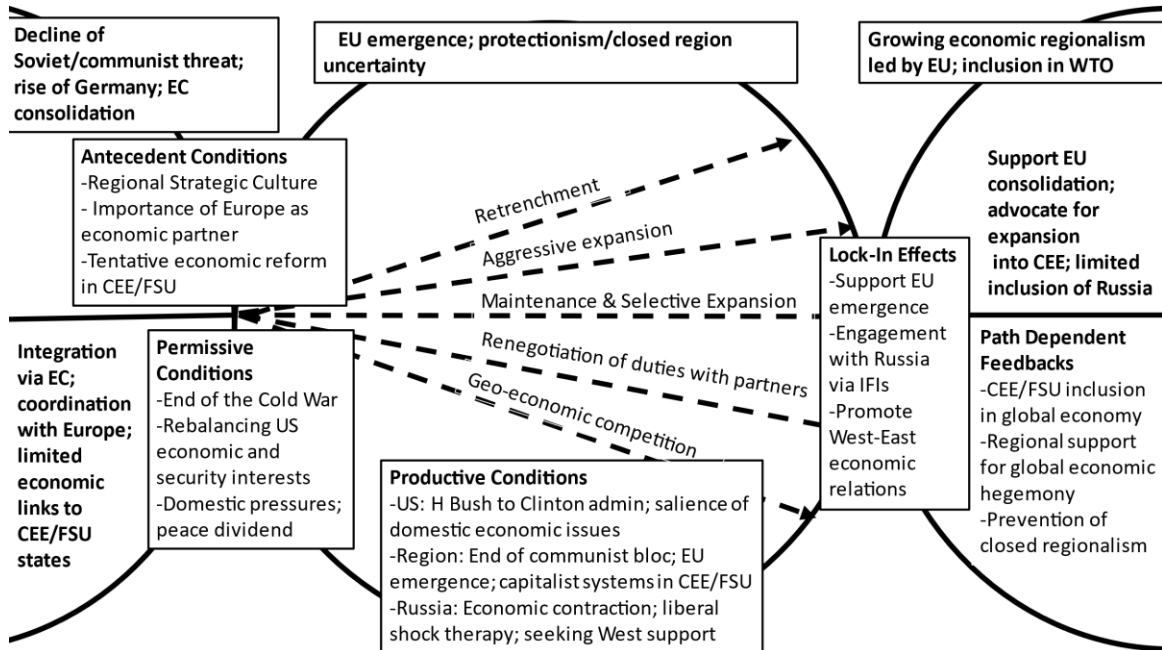 Decline of
Soviet/communist threat;
rise of Germany; EC
consolidation
EU emergence; protectionism/closed region
uncertainty
Growing economic regionalism
led by EU; inclusion in WTO
Antecedent Conditions
-Regional Strategic Culture
- Importance of Europe as
economic partner
-Tentative economic reform
in CEE/FSU
Retrenchment
Aggressive expansion
Maintenance & Selective Expansion
Renegotiation of duties with partners
Geo-economic competition
Support EU
consolidation;
advocate for
expansion
into CEE; limited
inclusion of Russia
Lock-In Effects
-Support EU
emergence
-Engagement
with Russia
via IFIs
-Promote
West-East
economic
relations
Integration
via EC;
coordination
with Europe;
limited
economic
links to
CEE/FSU
states
Permissive
Conditions
-End of the Cold War
-Rebalancing US
economic and
security interests
-Domestic pressures;
peace dividend
Productive Conditions
-US: H Bush to Clinton admin; salience of
domestic economic issues
-Region: End of communist bloc; EU
emergence; capitalist systems in CEE/FSU
-Russia: Economic contraction; liberal
shock therapy; seeking West support
Path Dependent
Feedbacks
-CEE/FSU inclusion
in global economy
-Regional support
for global economic
hegemony
-Prevention of
closed regionalism